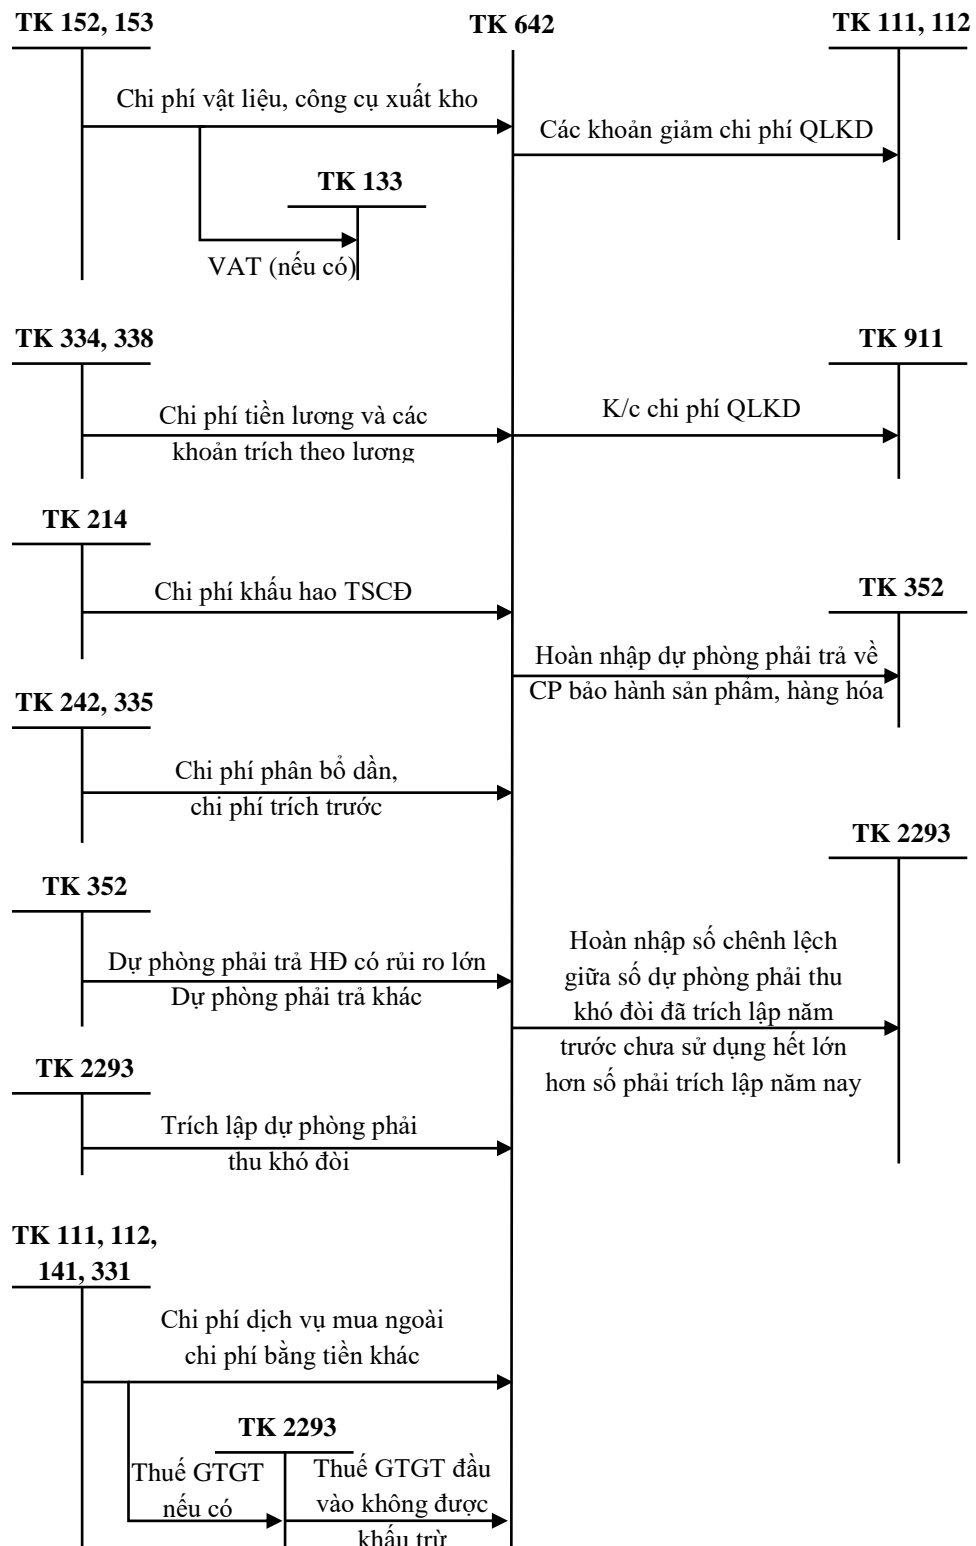 TK 152, 153
TK 642
TK 111, 112
Chi phí vật liệu, công cụ xuất kho
Các khoản giảm chi phí QLKD
TK 133
VAT (nếu có)
TK 334, 338
TK 911
Chi phí tiền lương và các
khoản trích theo lương
K/c chi phí QLKD
TK 214
Chi phí khấu hao TSCĐ
TK 352
Hoàn nhập dự phòng phải trả về
CP bảo hành sản phẩm, hàng hóa
TK 242, 335
Chi phí phân bổ dần,
chi phí trích trước
TK 2293
TK 352
Dự phòng phải trả HĐ có rủi ro lớn
Dự phòng phải trả khác
Hoàn nhập số chênh lệch
giữa số dự phòng phải thu
khó đòi đã trích lập năm
trước chưa sử dụng hết lớn
hơn số phải trích lập năm nay
TK 2293
Trích lập dự phòng phải
thu khó đòi
TK 111, 112,
141, 331
Chi phí dịch vụ mua ngoài
chi phí bằng tiền khác
TK 2293
Thuế GTGT
nếu có
Thuế GTGT đầu
vào không được
khấu trừ